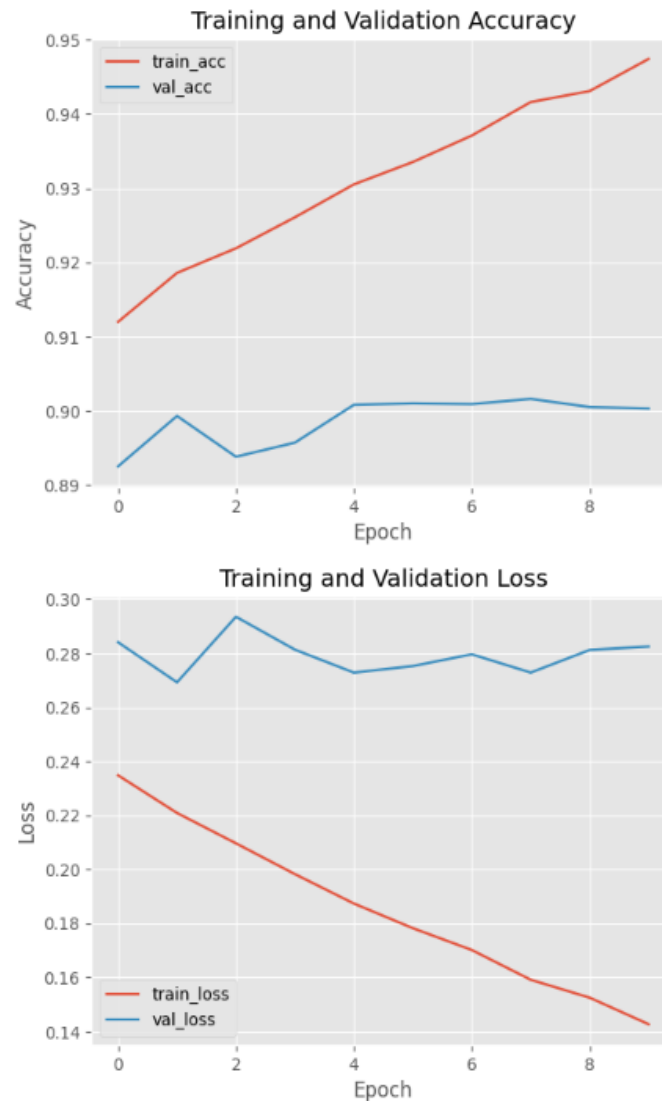 Training and Validation Accuracy
0.95
train_acc
val_acc
0.94
0.93
0.92
Accuracy
0.91
0.90
0.89
0 2 4 6 8
Epoch
Training and Validation Loss
0.30
0.28
0.26
0.24
0.22
Loss
0.20
0.18
0.16
train_loss
val_loss
0.14
0 2 4 6 8
Epoch